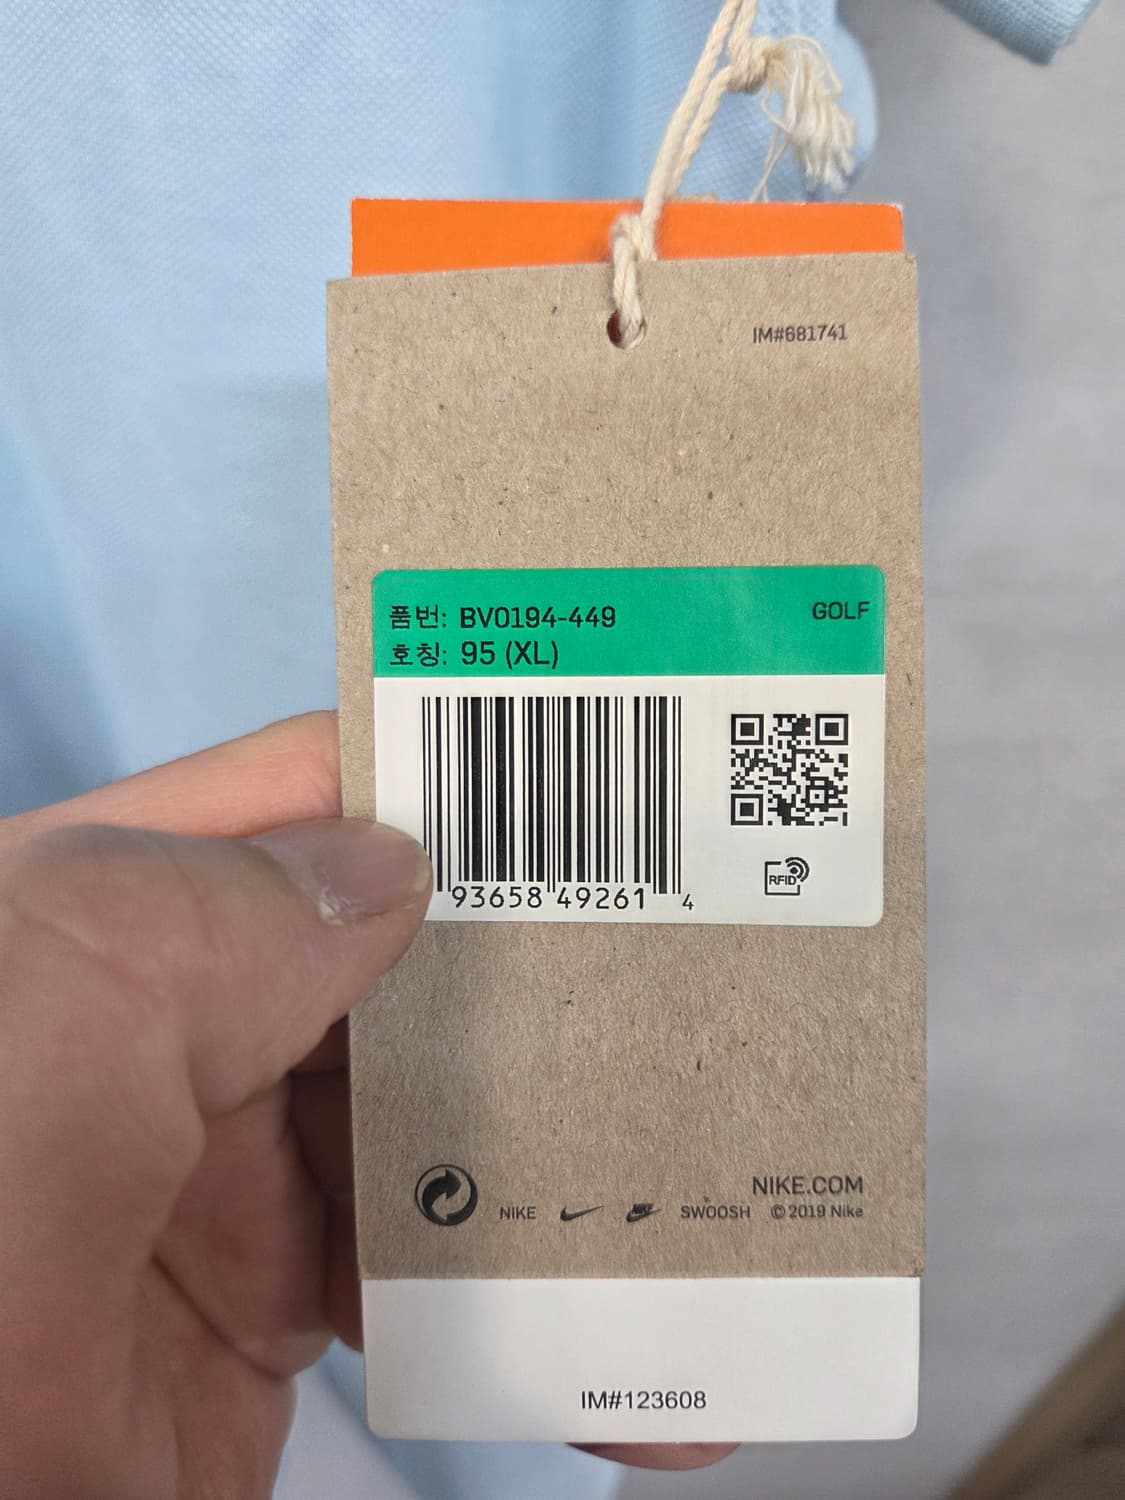 IM#681741
품번: BV0194-449 GOLF
호칭: 95 (XL)
RFID
93658 49261 4
NIKE.COM
NIKE SWOOSH © 2019 Nike
IM#123608